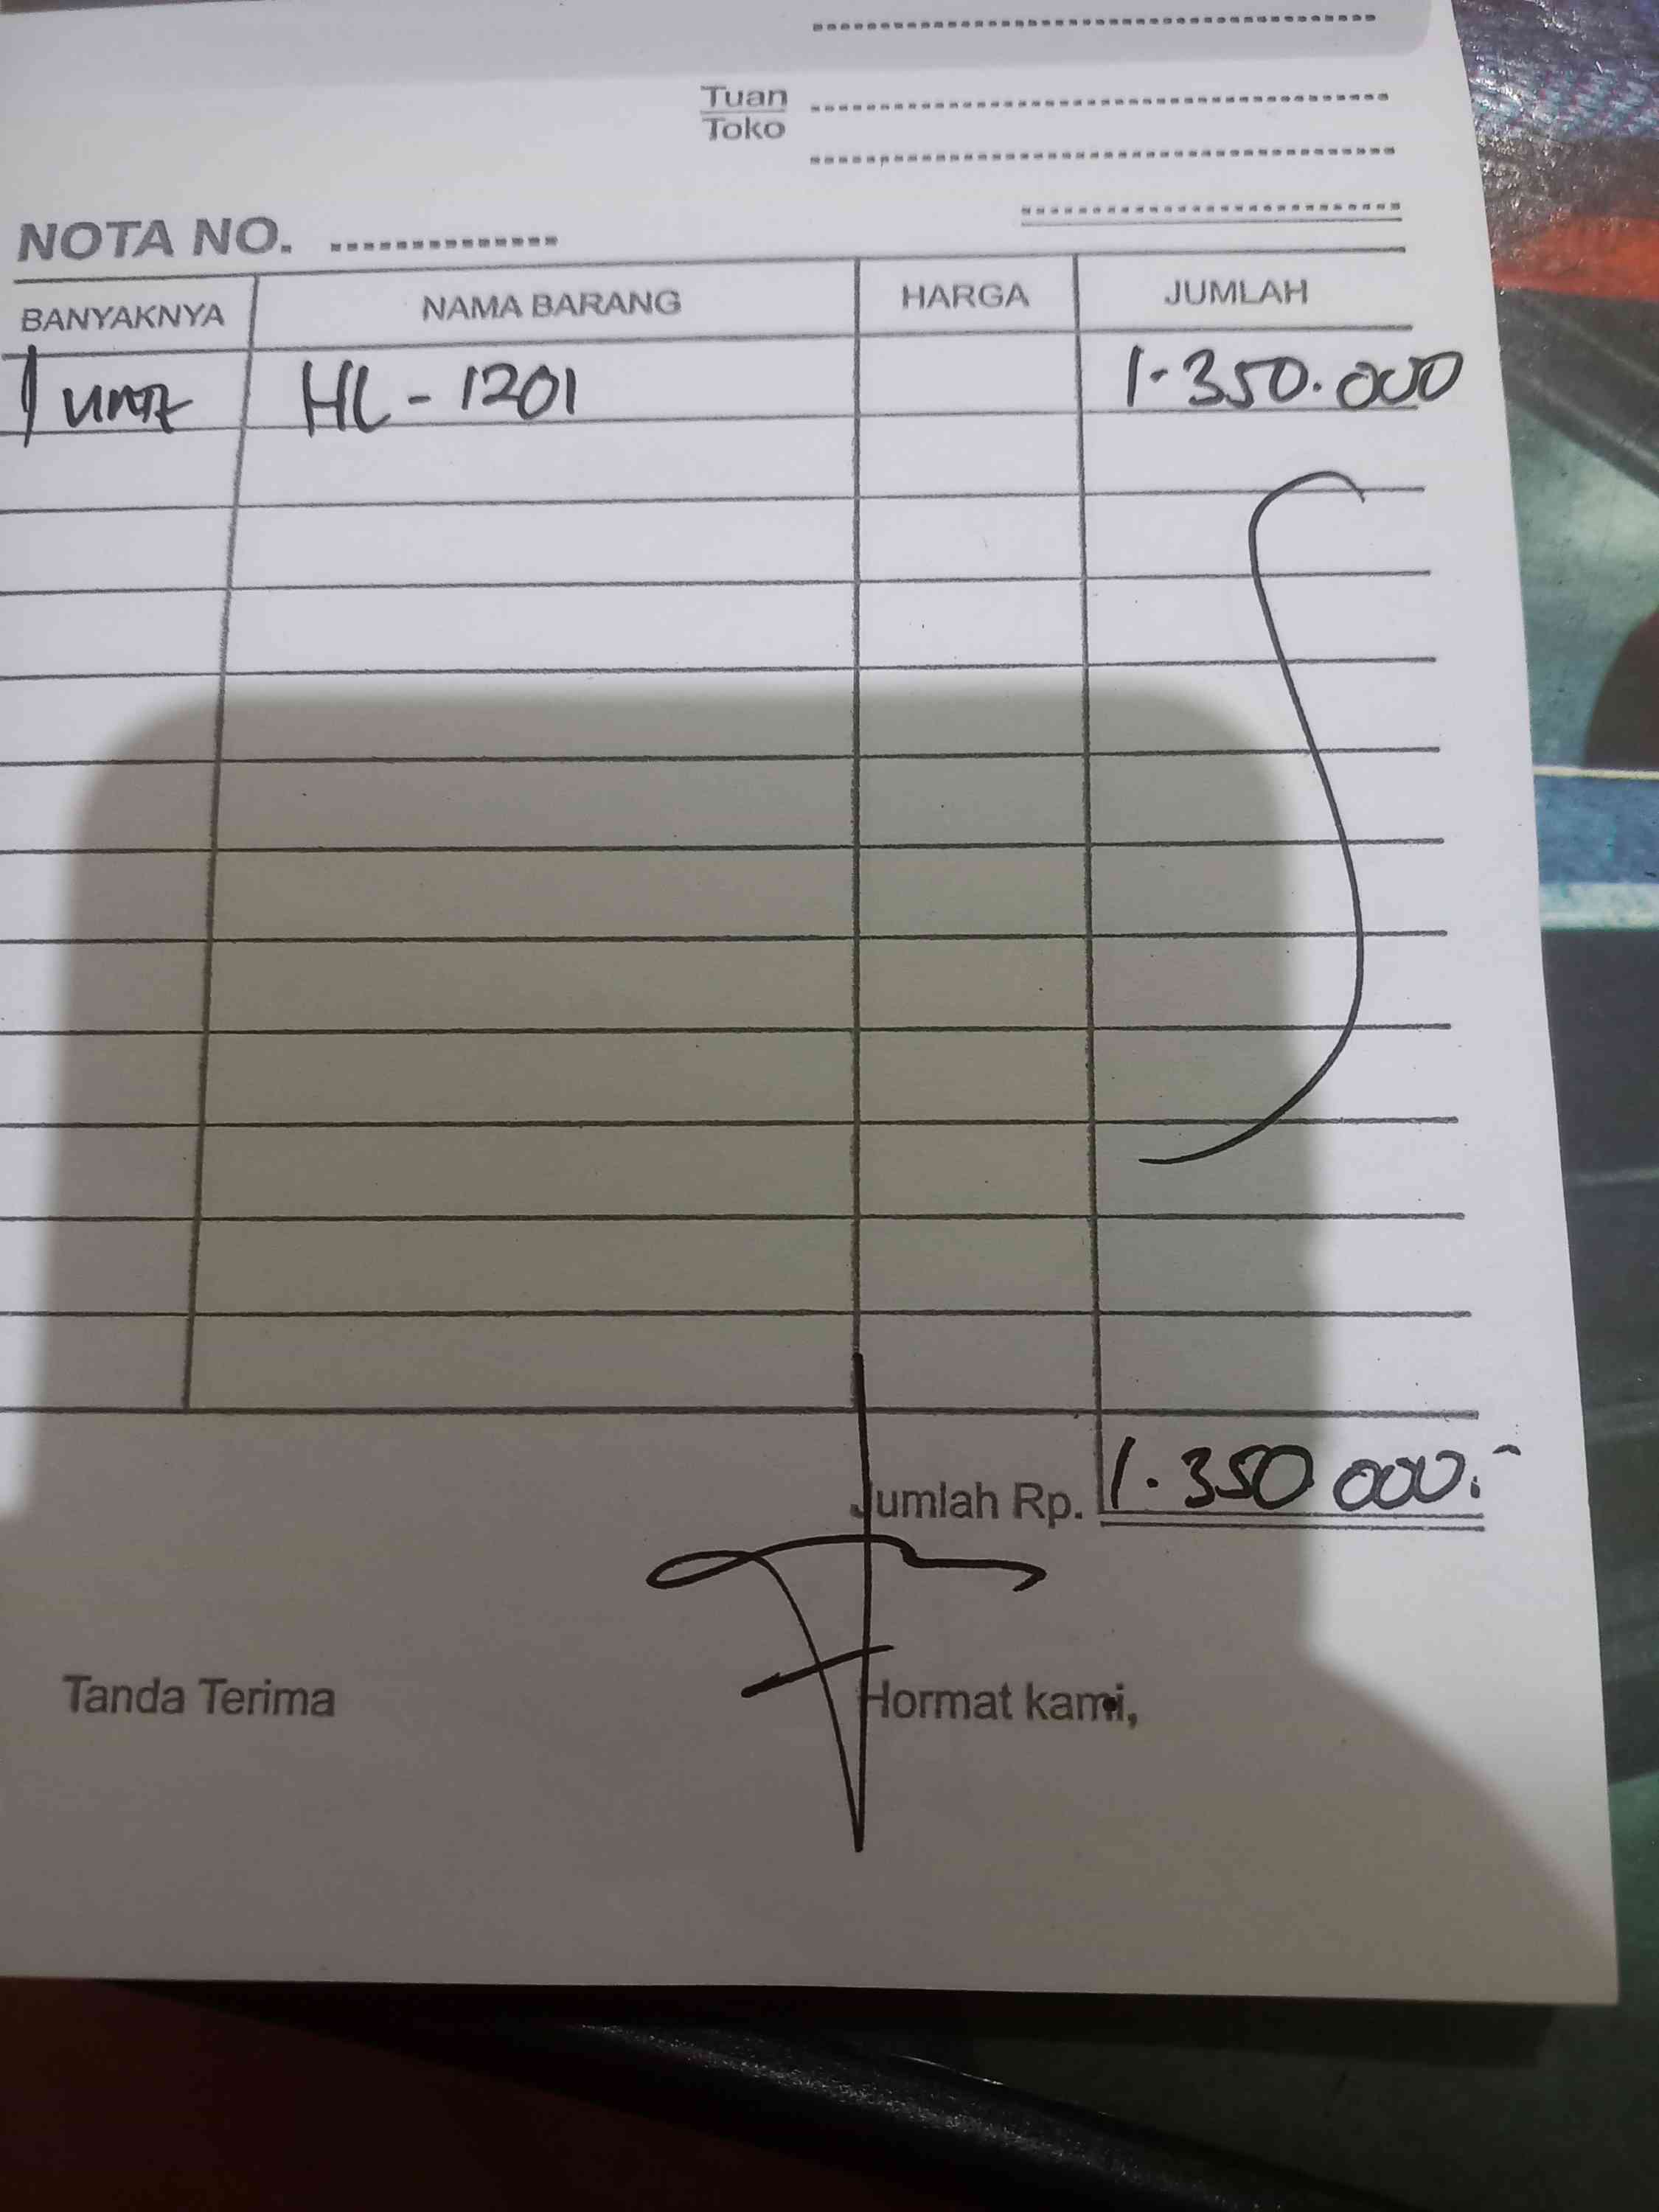 Tuan
Toko
NOTA NO. ..............
BANYAKNYA NAMA BARANG HARGA JUMLAH
1 unit HL - 1201 1.350.000
Jumlah Rp. 1.350.000.-
Tanda Terima Hormat kami,